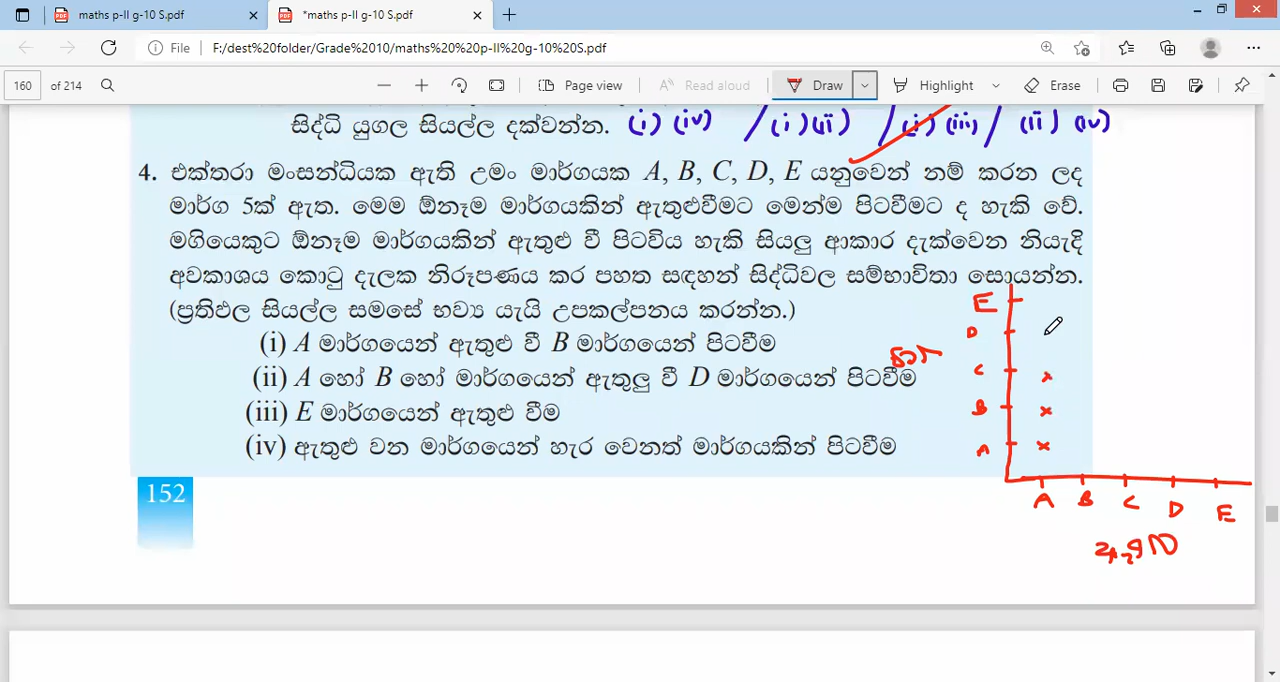 maths p-II g-10 S.pdf
*maths p-II g-10 S.pdf
File F:/dest%20folder/Grade%2010/maths%20%20p-II%20g-10%20S.pdf
160 of 214 Page view Read aloud Draw Highlight Erase
සිද්ධි යුගල සියල්ල දක්වන්න. (i) (iv) / (i) (ii) / (i) (iii) / (ii) (iv)
4. එක්තරා මංසන්ධියක ඇති උමං මාර්ගයක A, B, C, D, E යනුවෙන් නම් කරන ලද
මාර්ග 5ක් ඇත. මෙම ඕනෑම මාර්ගයකින් ඇතුළුවීමට මෙන්ම පිටවීමට ද හැකි වේ.
මගියෙකුට ඕනෑම මාර්ගයකින් ඇතුළු වී පිටවිය හැකි සියලු ආකාර දැක්වෙන නියැදි
අවකාශය කොටු දැලක නිරූපණය කර පහත සඳහන් සිද්ධිවල සම්භාවිතා සොයන්න.
(ප්‍රතිඵල සියල්ල සමසේ භව්‍ය යැයි උපකල්පනය කරන්න.)
(i) A මාර්ගයෙන් ඇතුළු වී B මාර්ගයෙන් පිටවීම
(ii) A හෝ B හෝ මාර්ගයෙන් ඇතුලු වී D මාර්ගයෙන් පිටවීම
(iii) E මාර්ගයෙන් ඇතුළු වීම
(iv) ඇතුළු වන මාර්ගයෙන් හැර වෙනත් මාර්ගයකින් පිටවීම
E
D
C
B
A
A B C D E
152